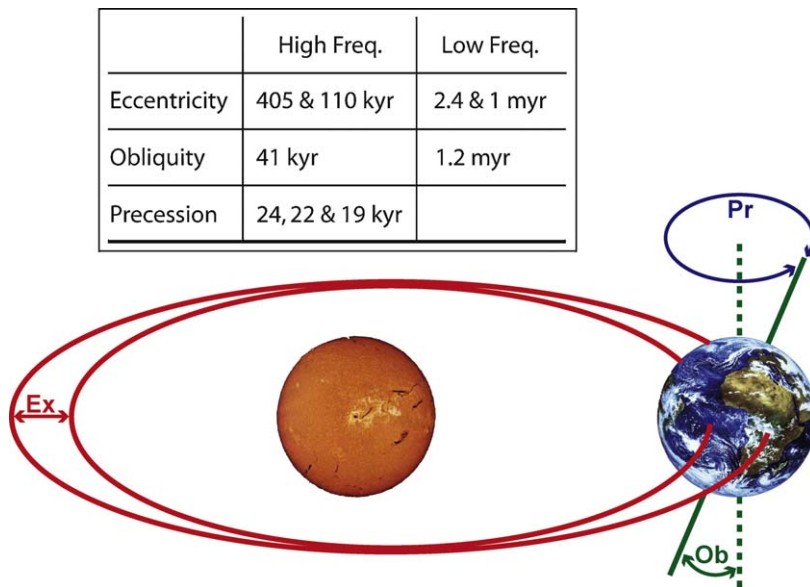 High Freq. Low Freq.
Eccentricity 405 & 110 kyr 2.4 & 1 myr
Obliquity 41 kyr 1.2 myr
Precession 24, 22 & 19 kyr
Pr
Ex
Ob